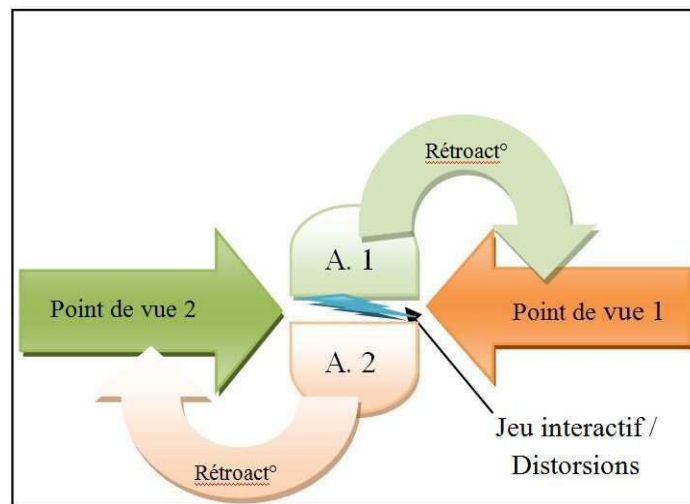 Rétroact°
A. 1
Point de vue 2
Point de vue 1
A. 2
Jeu interactif /
Distorsions
Rétroact°